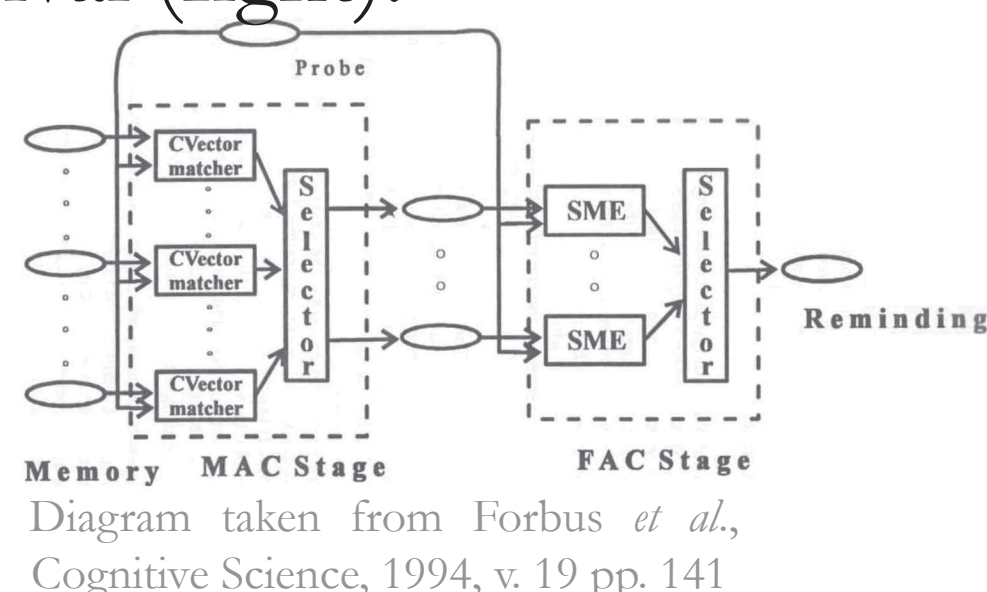 Probe
CVector
matcher
CVector
matcher
CVector
matcher
Selector
SME
SME
Selector
Reminding
Memory
MAC Stage
FAC Stage
Diagram taken from Forbus et al.,
Cognitive Science, 1994, v. 19 pp. 141